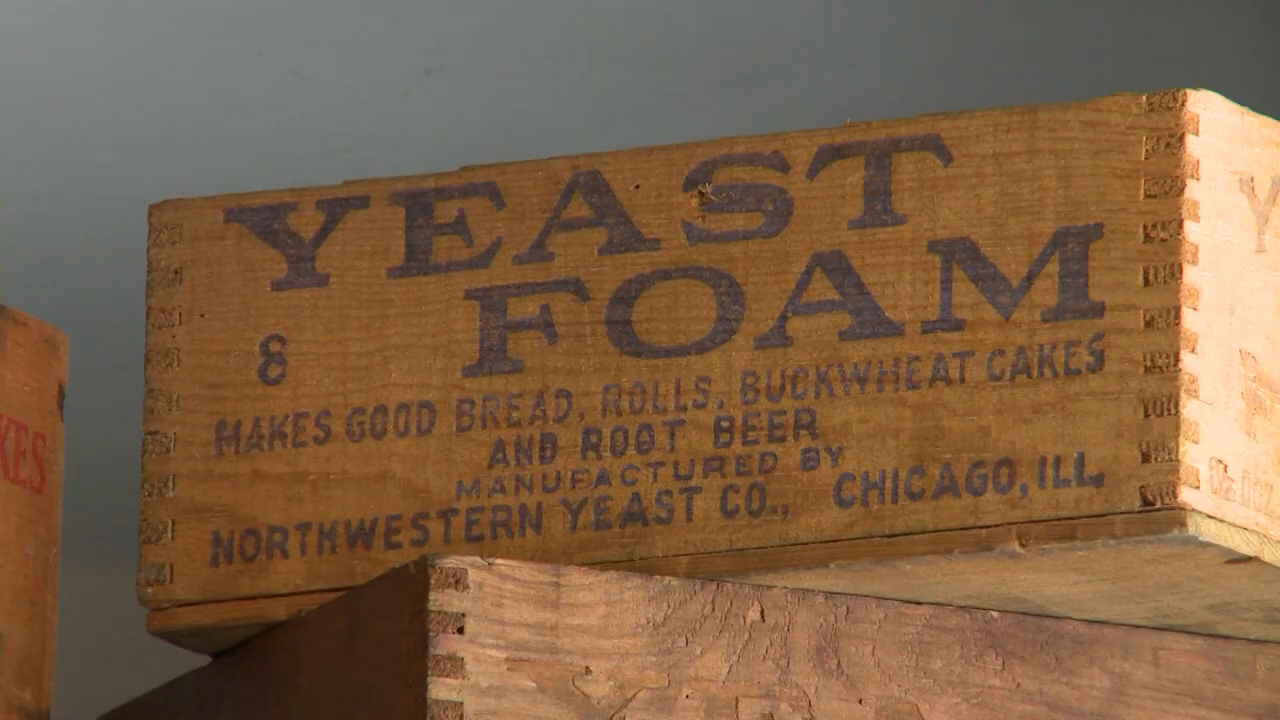 YEAST
FOAM
8
MAKES GOOD BREAD, ROLLS, BUCKWHEAT CAKES
AND ROOT BEER
MANUFACTURED BY
NORTHWESTERN YEAST CO., CHICAGO, ILL.
KES
Y